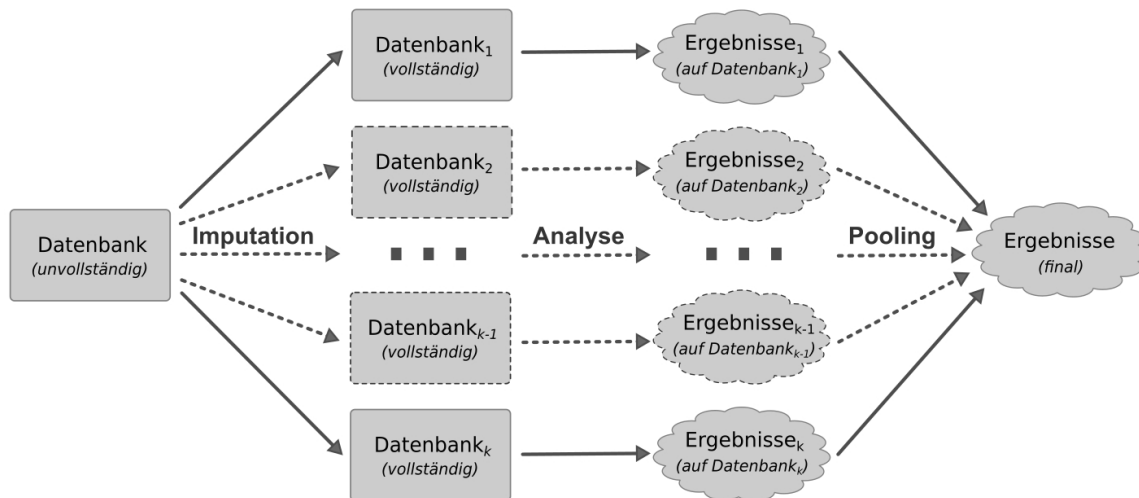 Datenbank₁
(vollständig)
Ergebnisse₁
(auf Datenbank₁)
Datenbank₂
(vollständig)
Ergebnisse₂
(auf Datenbank₂)
Datenbank
(unvollständig)
Imputation
...
Analyse
...
Pooling
Ergebnisse
(final)
Datenbankₖ₋₁
(vollständig)
Ergebnisseₖ₋₁
(auf Datenbankₖ₋₁)
Datenbankₖ
(vollständig)
Ergebnisseₖ
(auf Datenbankₖ)